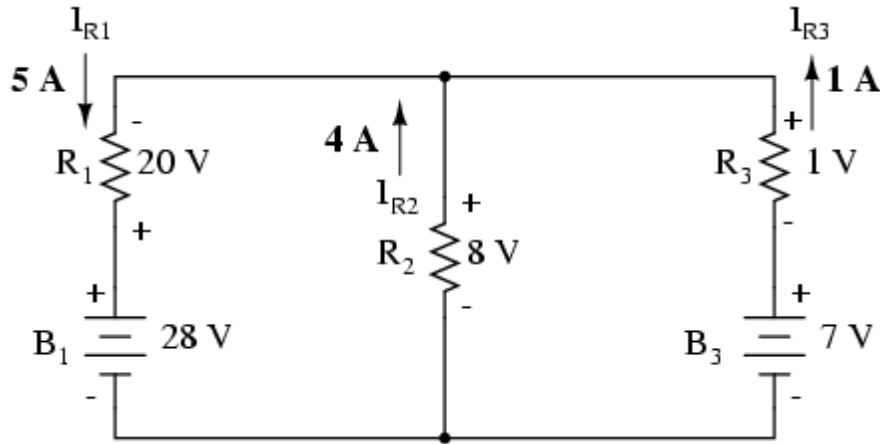 I_R1
5 A
I_R3
1 A
-
+
R_1 20 V
4 A
R_3 1 V
I_R2
+
+
-
R_2 8 V
+
+
-
B_1 28 V
B_3 7 V
-
-